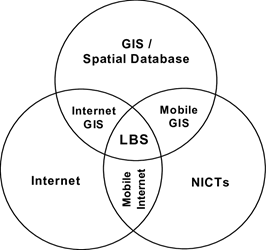 GIS /
Spatial Database
Internet
GIS
Mobile
GIS
LBS
Internet
Mobile
Internet
NICTs